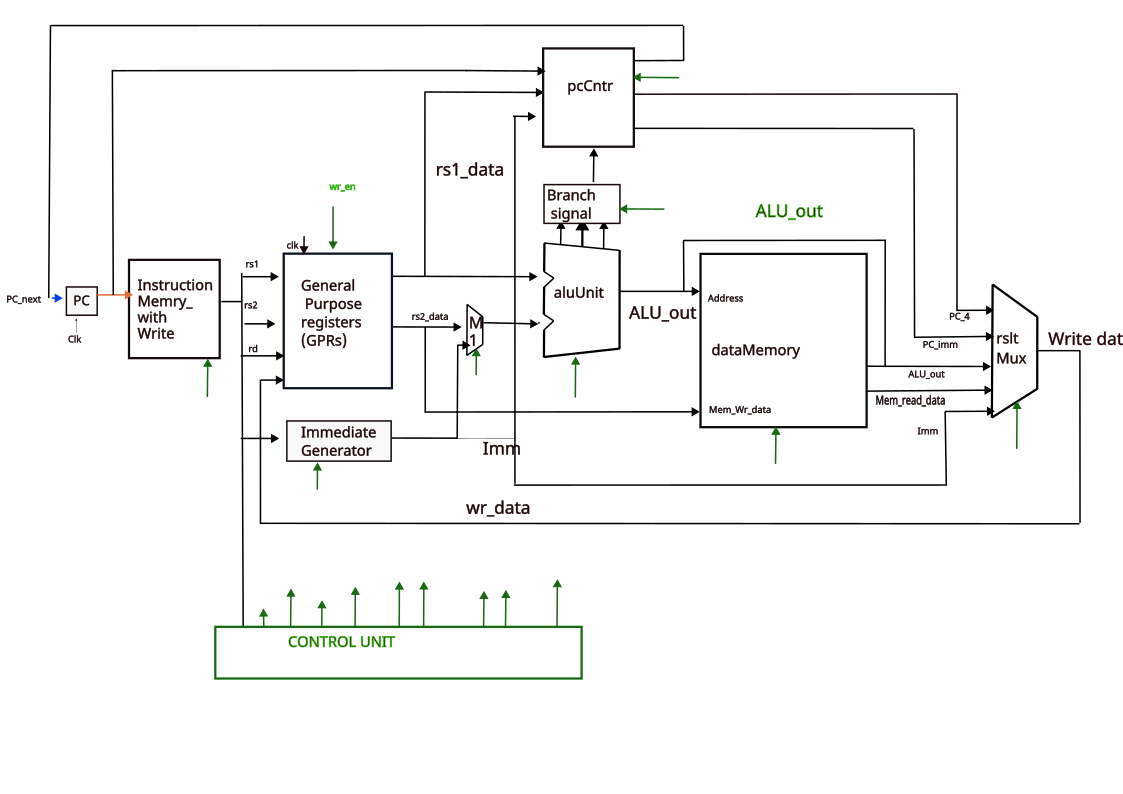 pcCntr
rs1_data
wr_en
Branch
signal
ALU_out
clk
rs1
General
Purpose
registers
(GPRs)
Instruction
Memry_
with
Write
PC_next
PC
Clk
rs2
rd
rs2_data
M
1
aluUnit
ALU_out
Address
dataMemory
Mem_Wr_data
PC_4
PC_imm
rslt
Mux
Write dat
ALU_out
Mem_read_data
Imm
Immediate
Generator
Imm
wr_data
CONTROL UNIT